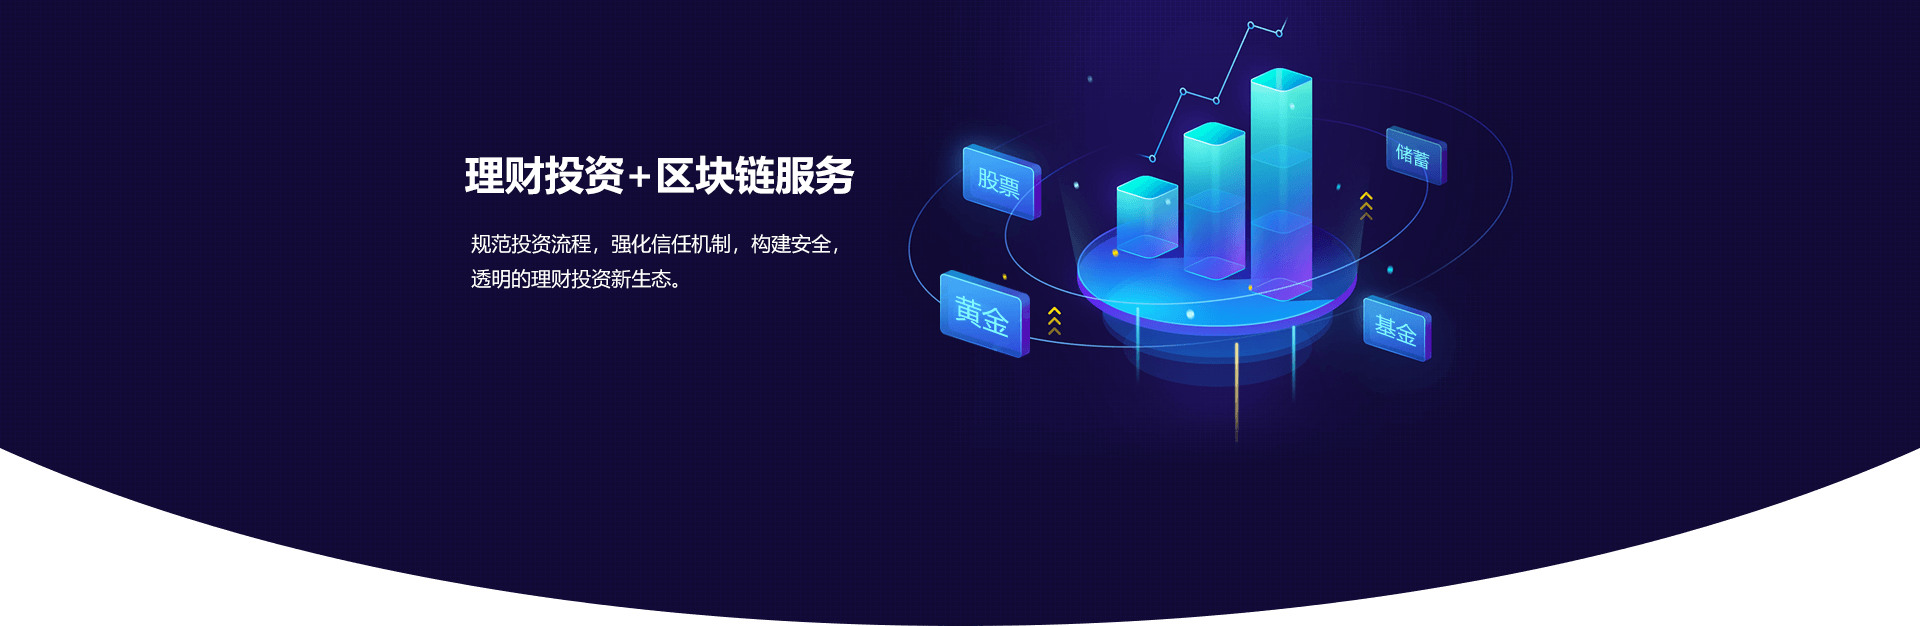 理财投资+区块链服务
规范投资流程，强化信任机制，构建安全，
透明的理财投资新生态。
股票
储蓄
黄金
基金